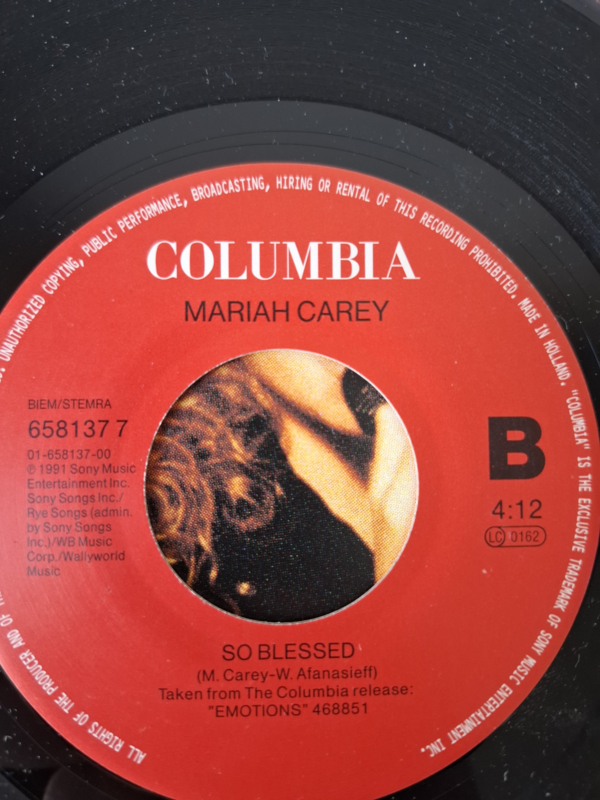 UNAUTHORIZED COPYING, PUBLIC PERFORMANCE, BROADCASTING, HIRING OR RENTAL OF THIS RECORDING PROHIBITED. MADE IN HOLLAND. "COLUMBIA" IS THE EXCLUSIVE TRADEMARK OF SONY MUSIC ENTERTAINMENT INC.
COLUMBIA
MARIAH CAREY
BIEM/STEMRA
658137 7
01-658137-00
℗ 1991 Sony Music
Entertainment Inc.
Sony Songs Inc./
Rye Songs (admin.
by Sony Songs
Inc.)/WB Music
Corp./Wallyworld
Music
B
4:12
LC 0162
SO BLESSED
(M. Carey-W. Afanasieff)
Taken from The Columbia release:
"EMOTIONS" 468851
ALL RIGHTS OF THE PRODUCER AND OF